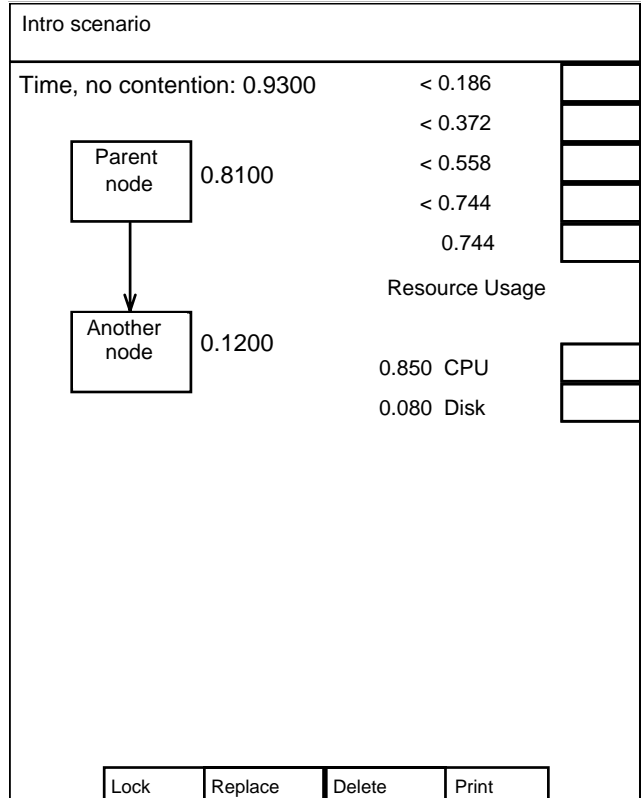 Intro scenario
Time, no contention: 0.9300
< 0.186
< 0.372
< 0.558
< 0.744
0.744
Parent
node
0.8100
Resource Usage
Another
node
0.1200
0.850 CPU
0.080 Disk
Lock
Replace
Delete
Print